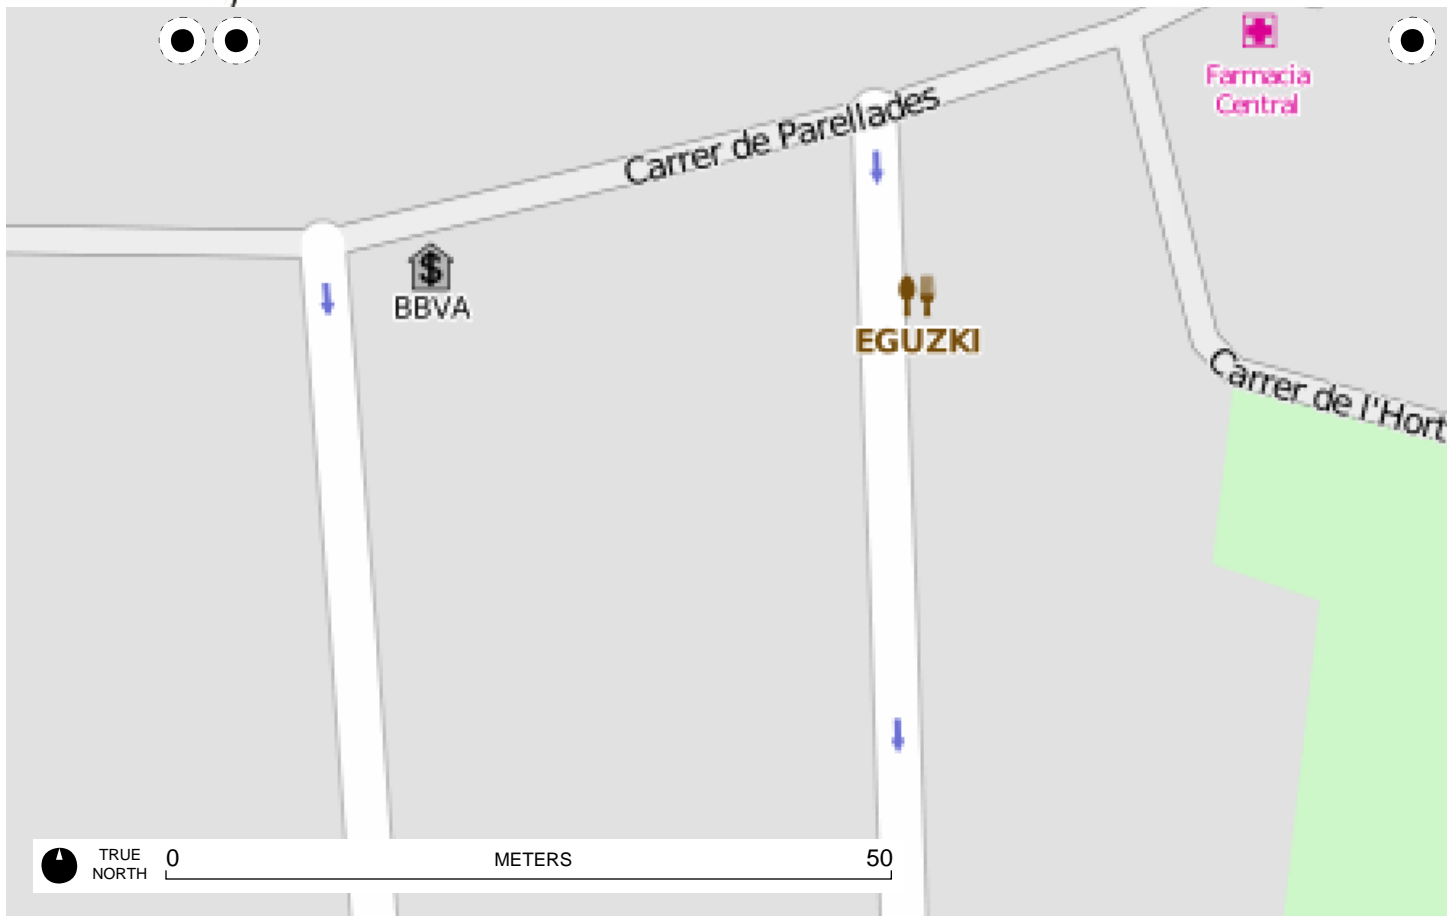 Farmacia
Central
Carrer de Parellades
BBVA
EGUZKI
Carrer de l'Hort
TRUE
NORTH
0
METERS
50